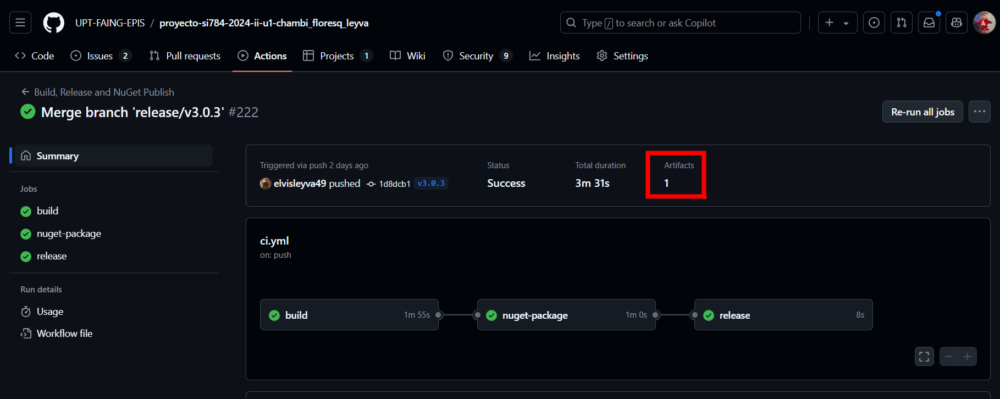 UPT-FAING-EPIS / proyecto-si784-2024-ii-u1-chambi_floresq_leyva
Type / to search or ask Copilot
Code
Issues 2
Pull requests
Actions
Projects 1
Wiki
Security 9
Insights
Settings
Build, Release and NuGet Publish
Merge branch 'release/v3.0.3' #222
Re-run all jobs
Summary
Jobs
build
nuget-package
release
Run details
Usage
Workflow file
Triggered via push 2 days ago
elvisleyva49 pushed 1d8dcb1 v3.0.3
Status
Success
Total duration
3m 31s
Artifacts
1
ci.yml
on: push
build 1m 55s
nuget-package 1m 0s
release 8s